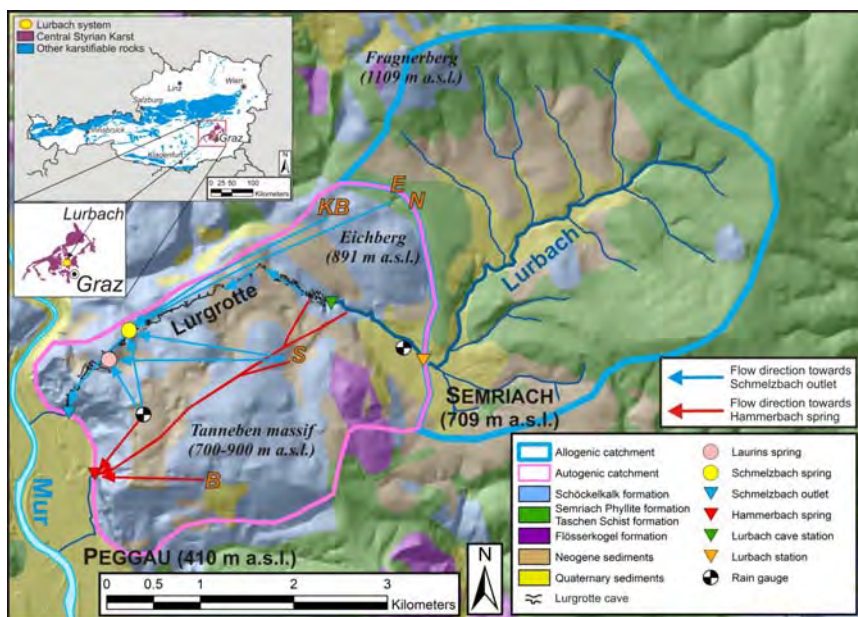 Lurbach system
Central Styrian Karst
Other karstifiable rocks
Linz
Wien
Salzburg
Innsbruck
Graz
Klagenfurt
N
0 25 50 100
Kilometers
Lurbach
Graz
Fragnerberg
(1109 m a.s.l.)
E
N
KB
Eichberg
(891 m a.s.l.)
Lurbach
Lurgrotte
S
SEMRIACH
(709 m a.s.l.)
Tanneben massif
(700-900 m a.s.l.)
B
Mur
PEGGAU (410 m a.s.l.)
0 0.5 1 2 3
Kilometers
N
Flow direction towards
Schmelzbach outlet
Flow direction towards
Hammerbach spring
Allogenic catchment
Autogenic catchment
Schöckelkalk formation
Semriach Phyllite formation
Taschen Schist formation
Flösserkogel formation
Neogene sediments
Quaternary sediments
Lurgrotte cave
Laurins spring
Schmelzbach spring
Schmelzbach outlet
Hammerbach spring
Lurbach cave station
Lurbach station
Rain gauge